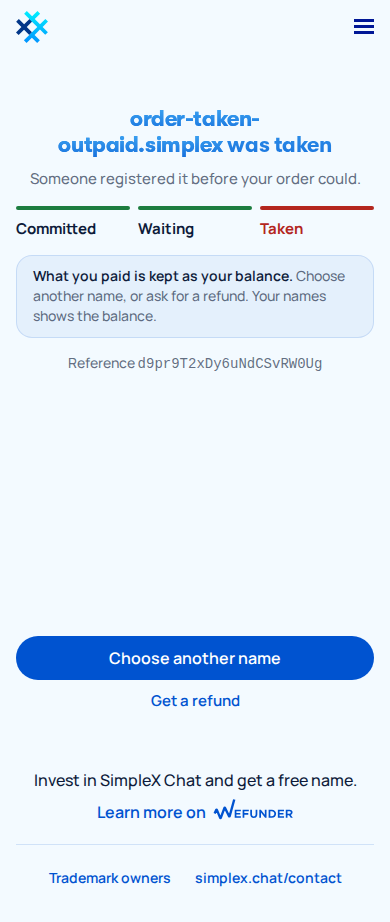 order-taken-
outpaid.simplex was taken
Someone registered it before your order could.
Committed Waiting Taken
What you paid is kept as your balance. Choose
another name, or ask for a refund. Your names
shows the balance.
Reference d9pr9T2xDy6uNdCSvRW0Ug
Choose another name
Get a refund
Invest in SimpleX Chat and get a free name.
Learn more on WEFUNDER
Trademark owners simplex.chat/contact